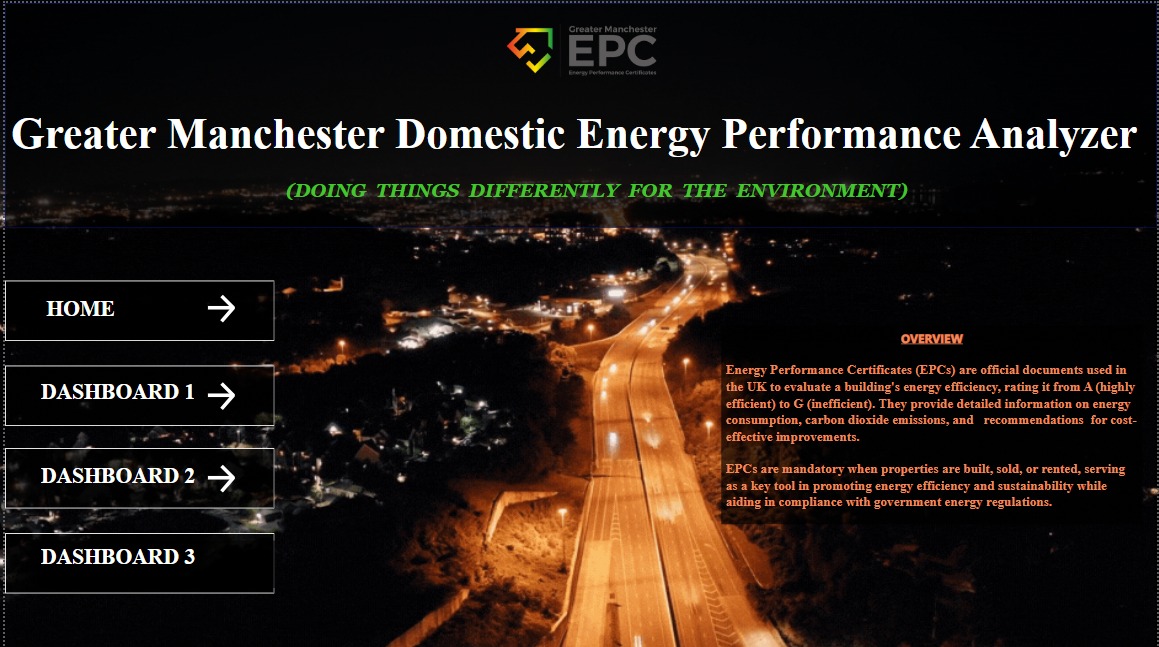 Greater Manchester
EPC
Energy Performance Certificates
Greater Manchester Domestic Energy Performance Analyzer
(DOING THINGS DIFFERENTLY FOR THE ENVIRONMENT)
HOME
DASHBOARD 1
DASHBOARD 2
DASHBOARD 3
OVERVIEW
Energy Performance Certificates (EPCs) are official documents used in
the UK to evaluate a building's energy efficiency, rating it from A (highly
efficient) to G (inefficient). They provide detailed information on energy
consumption, carbon dioxide emissions, and recommendations for cost-
effective improvements.
EPCs are mandatory when properties are built, sold, or rented, serving
as a key tool in promoting energy efficiency and sustainability while
aiding in compliance with government energy regulations.